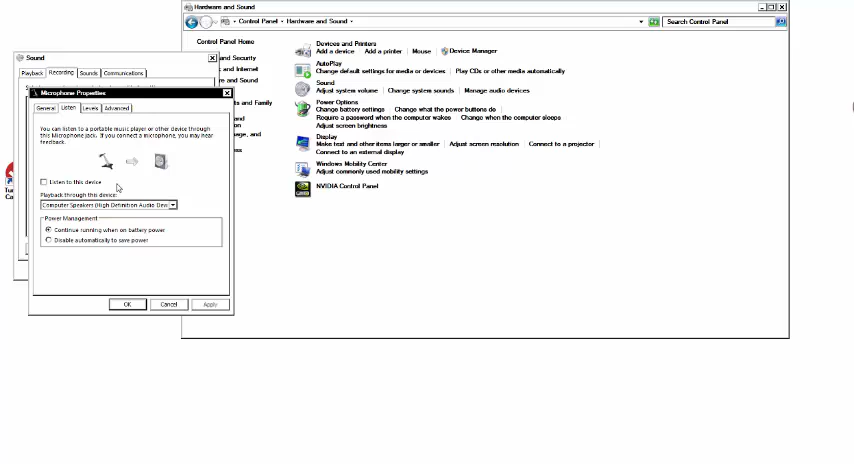 Hardware and Sound
Control Panel
Hardware and Sound
Search Control Panel
Control Panel Home
and Security
and Internet
and Sound
and Family
and
Devices and Printers
Add a device
Add a printer
Mouse
Device Manager
AutoPlay
Change default settings for media or devices
Play CDs or other media automatically
Sound
Adjust system volume
Change system sounds
Manage audio devices
Power Options
Change battery settings
Change what the power buttons do
Require a password when the computer wakes
Change when the computer sleeps
Adjust screen brightness
Display
Make text and other items larger or smaller
Adjust screen resolution
Connect to a projector
Connect to an external display
Windows Mobility Center
Adjust commonly used mobility settings
NVIDIA Control Panel
Sound
Playback
Recording
Sounds
Communications
Microphone Properties
General
Listen
Levels
Advanced
You can listen to a portable music player or other device through
this Microphone jack. If you connect a microphone, you may hear
feedback.
Listen to this device
Playback through this device:
Computer Speakers (High Definition Audio Dev
Power Management
Continue running when on battery power
Disable automatically to save power
OK
Cancel
Apply